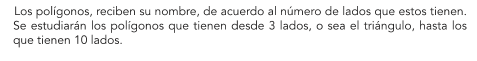 Los polígonos, reciben su nombre, de acuerdo al número de lados que estos tienen.
Se estudiarán los polígonos que tienen desde 3 lados, o sea el triángulo, hasta los
que tienen 10 lados.